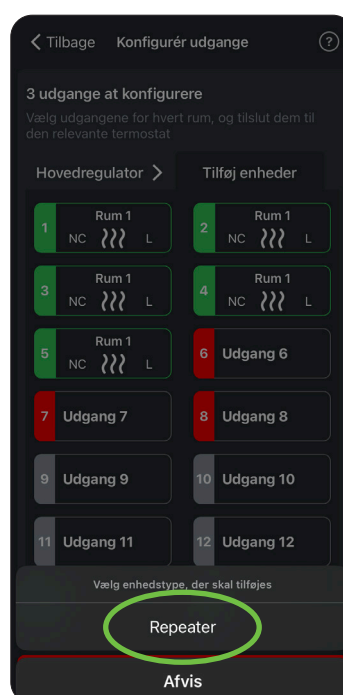 Tilbage Konfigurér udgange ?
3 udgange at konfigurere
Vælg udgangene for hvert rum, og tilslut dem til
den relevante termostat
Hovedregulator Tilføj enheder
1 Rum 1 NC L
2 Rum 1 NC L
3 Rum 1 NC L
4 Rum 1 NC L
5 Rum 1 NC L
6 Udgang 6
7 Udgang 7
8 Udgang 8
9 Udgang 9
10 Udgang 10
11 Udgang 11
12 Udgang 12
Vælg enhedstype, der skal tilføjes
Repeater
Afvis